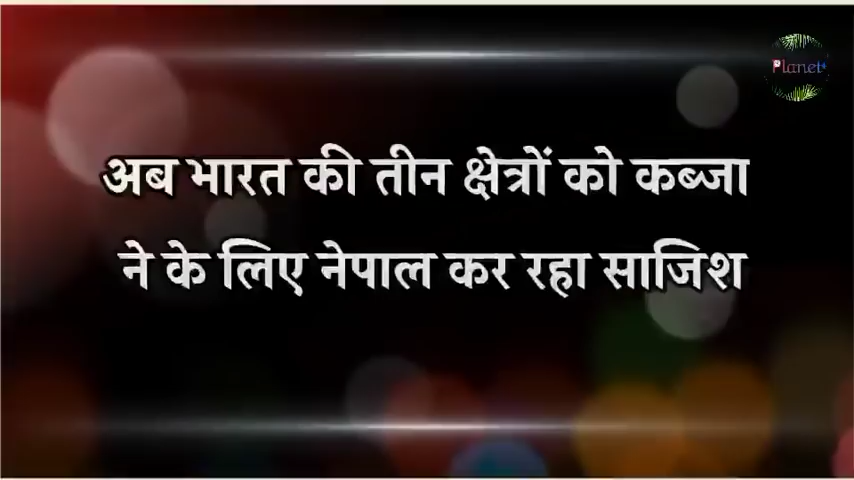 Planet+
अब भारत की तीन क्षेत्रों को कब्जा
ने के लिए नेपाल कर रहा साजिश